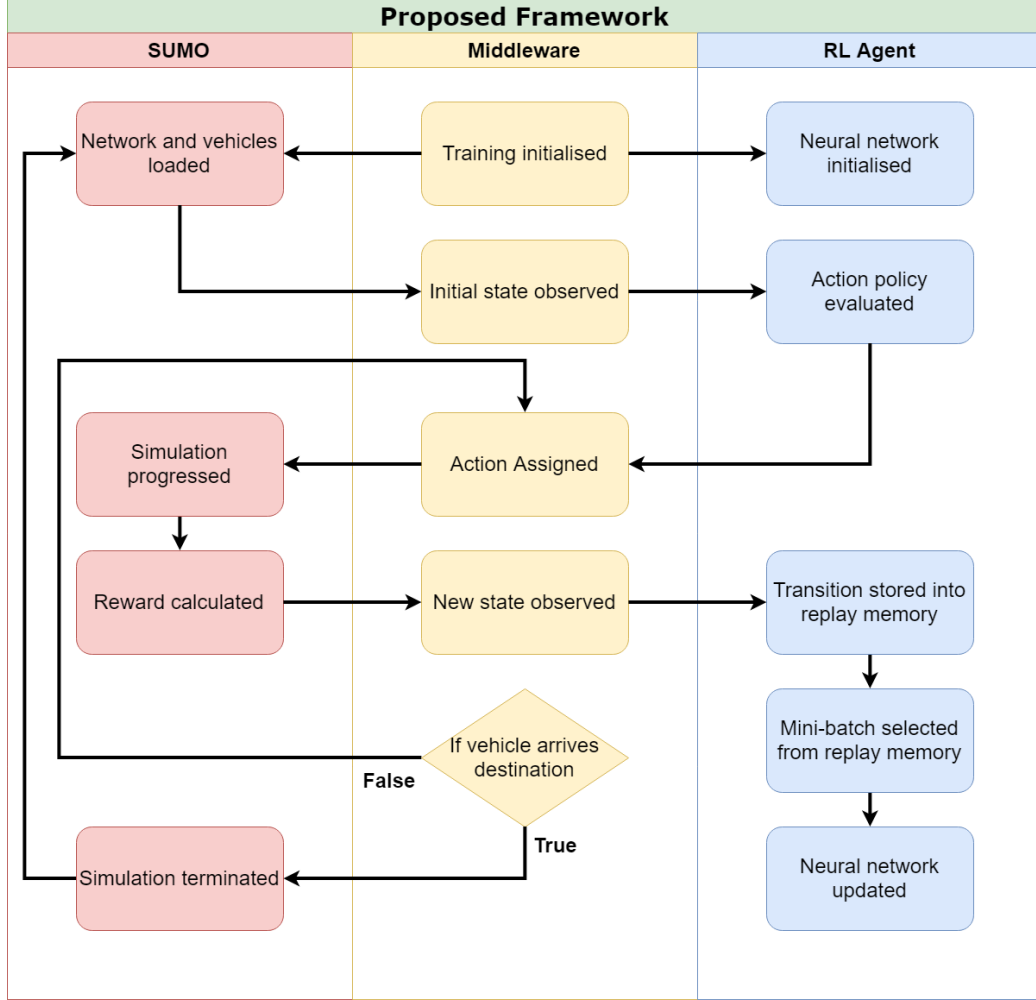 Proposed Framework
SUMO
Middleware
RL Agent
Network and vehicles
loaded
Training initialised
Neural network
initialised
Initial state observed
Action policy
evaluated
Simulation
progressed
Action Assigned
Reward calculated
New state observed
Transition stored into
replay memory
If vehicle arrives
destination
Mini-batch selected
from replay memory
False
True
Simulation terminated
Neural network
updated